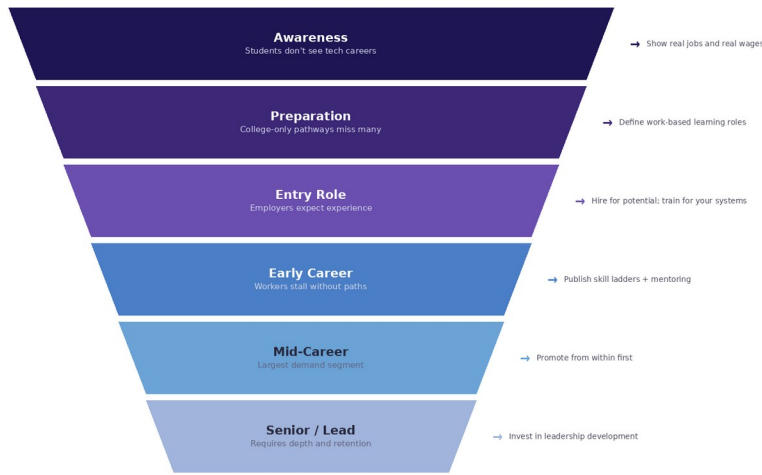 Awareness
Students don't see tech careers
→ Show real jobs and real wages
Preparation
College-only pathways miss many
→ Define work-based learning roles
Entry Role
Employers expect experience
→ Hire for potential; train for your systems
Early Career
Workers stall without paths
→ Publish skill ladders + mentoring
Mid-Career
Largest demand segment
→ Promote from within first
Senior / Lead
Requires depth and retention
→ Invest in leadership development